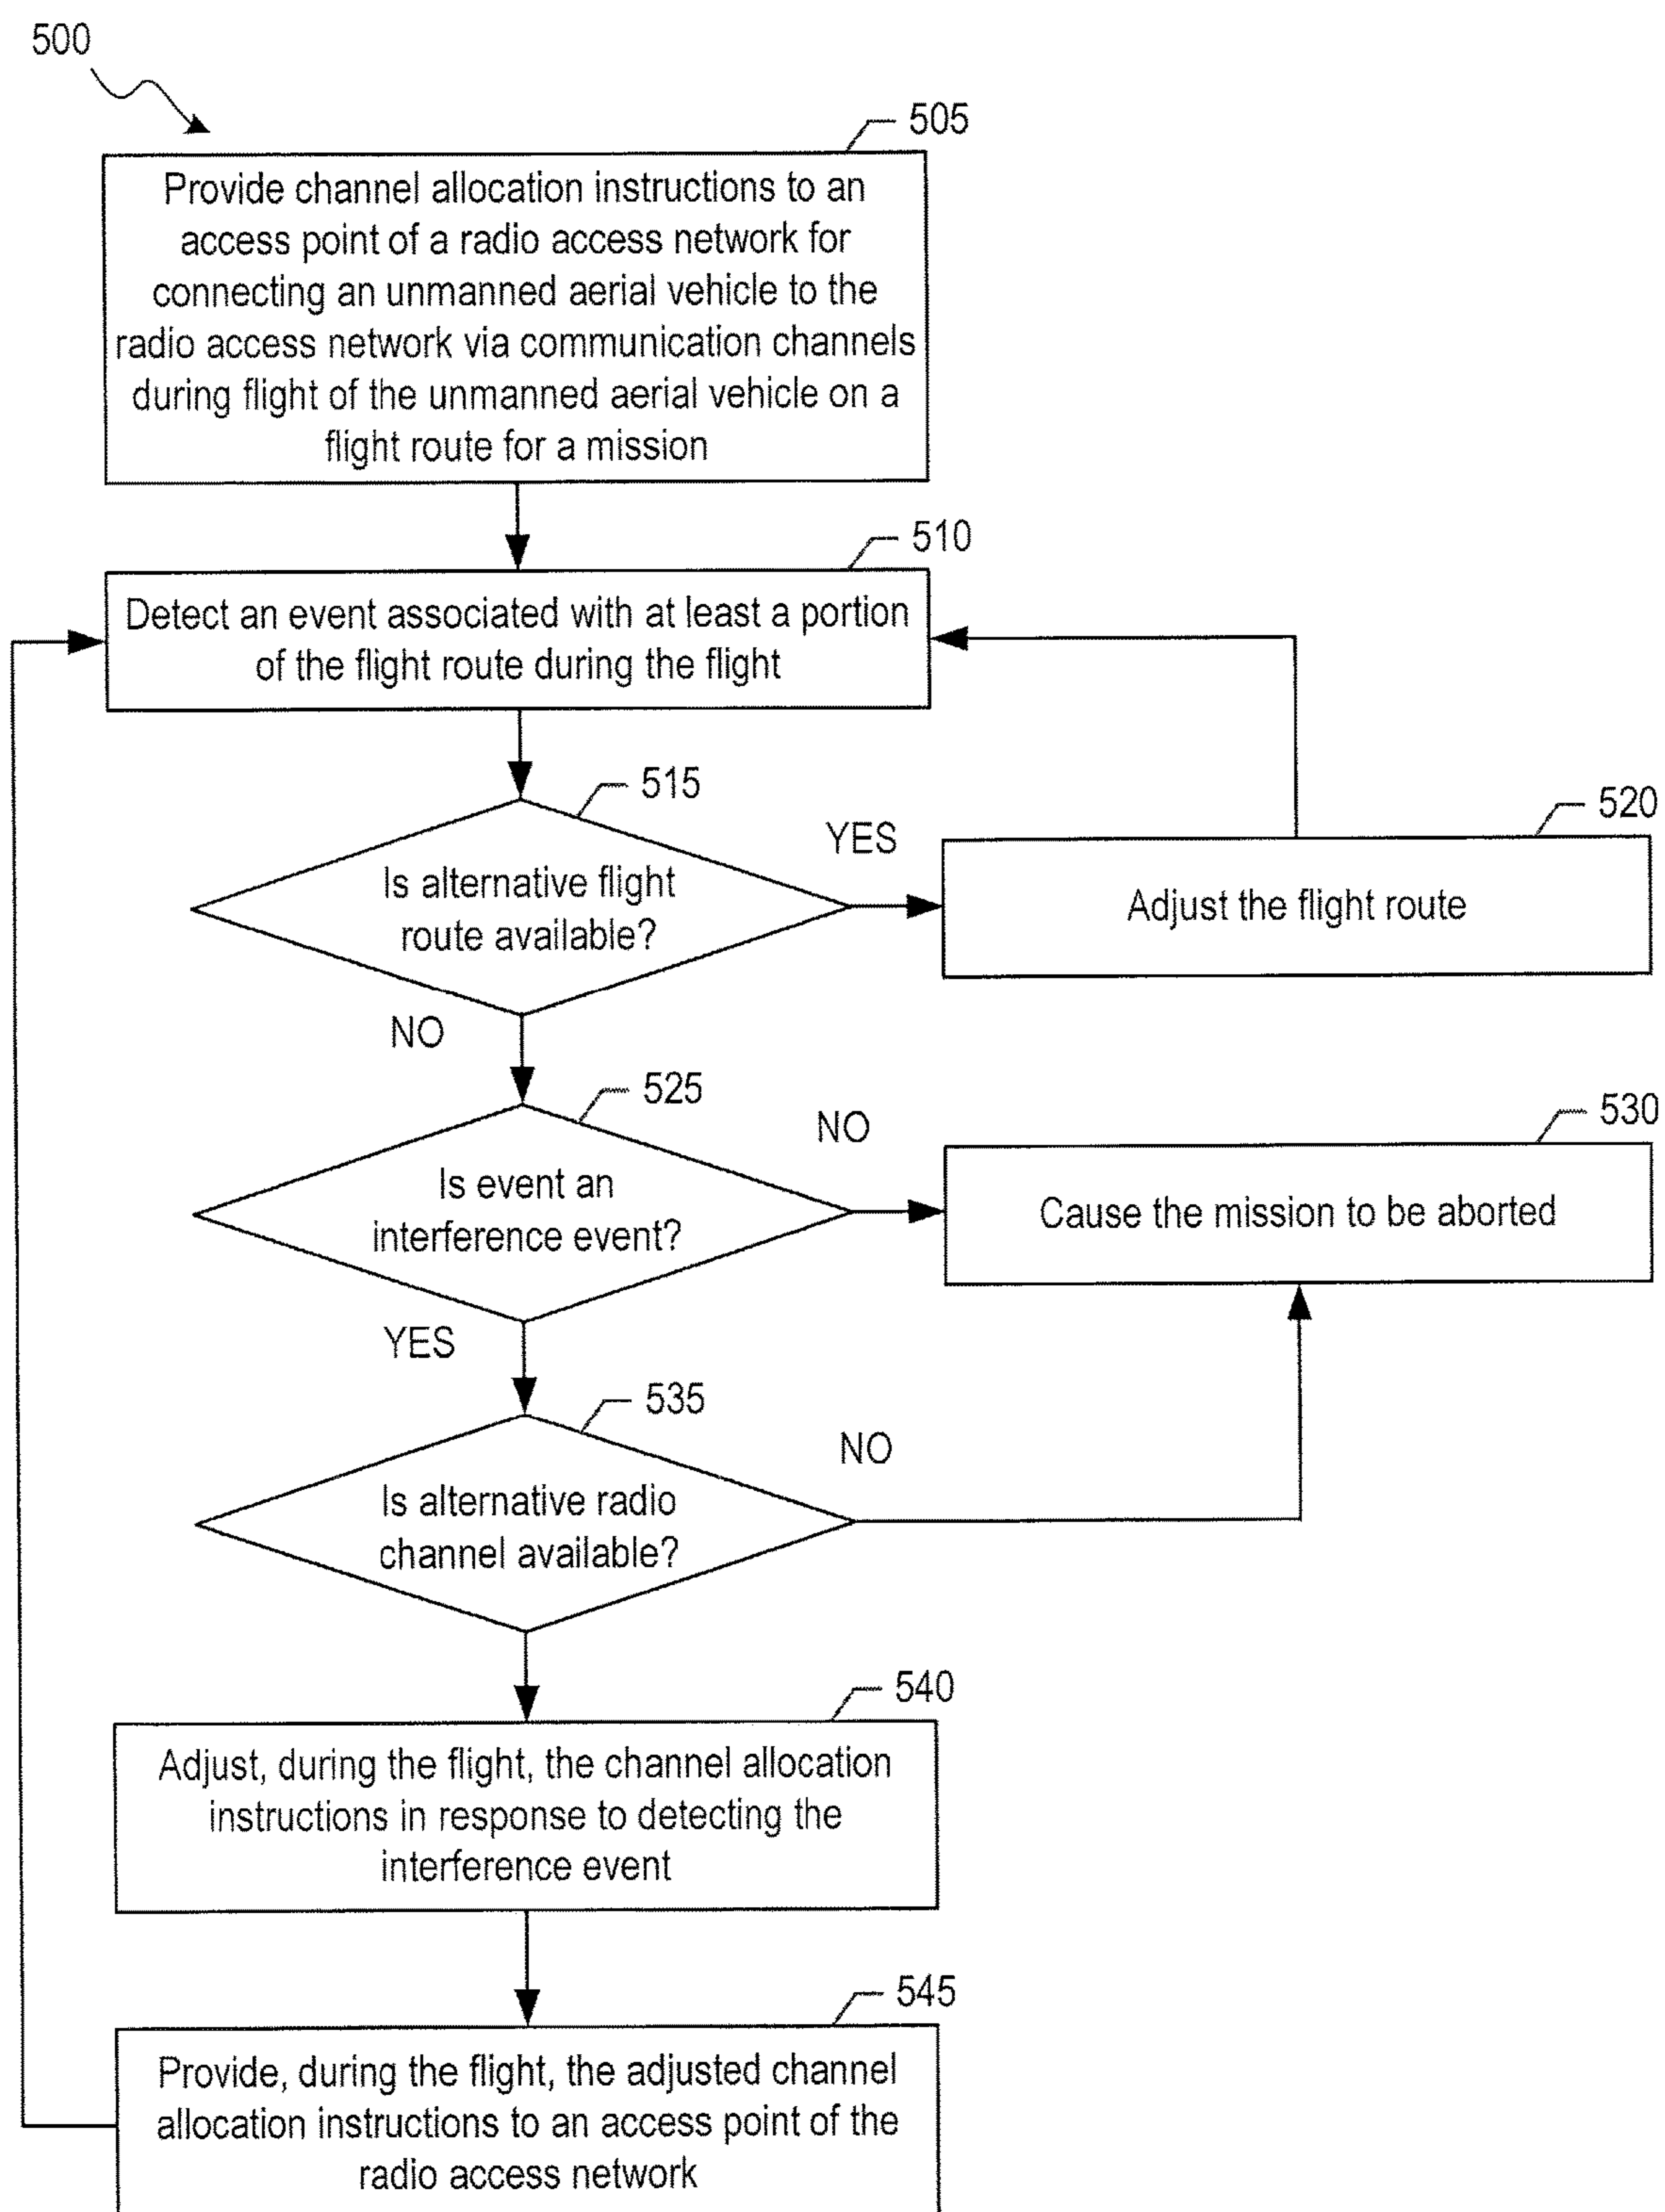 500
505
Provide channel allocation instructions to an
access point of a radio access network for
connecting an unmanned aerial vehicle to the
radio access network via communication channels
during flight of the unmanned aerial vehicle on a
flight route for a mission
510
Detect an event associated with at least a portion
of the flight route during the flight
515
Is alternative flight
route available?
YES
520
Adjust the flight route
NO
525
Is event an
interference event?
NO
530
Cause the mission to be aborted
YES
535
Is alternative radio
channel available?
NO
540
Adjust, during the flight, the channel allocation
instructions in response to detecting the
interference event
545
Provide, during the flight, the adjusted channel
allocation instructions to an access point of the
radio access network